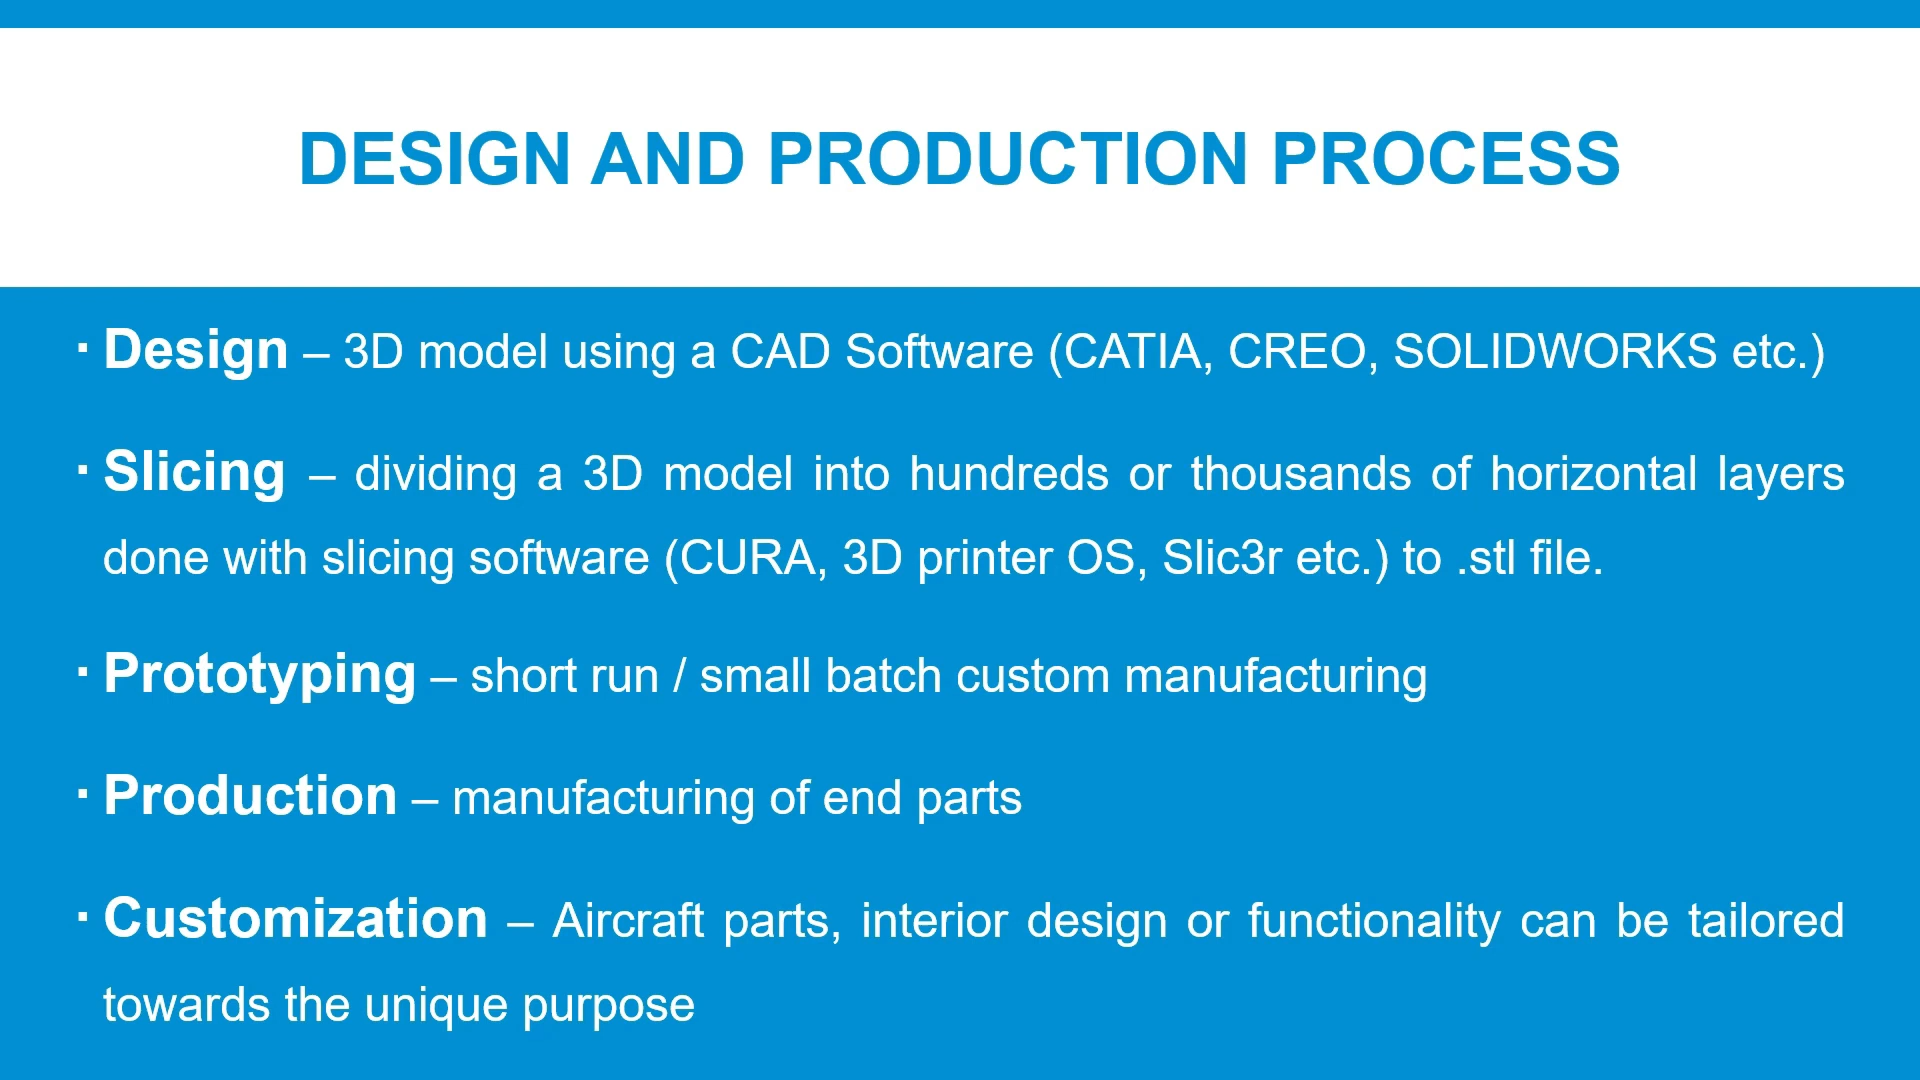 DESIGN AND PRODUCTION PROCESS
▪ Design – 3D model using a CAD Software (CATIA, CREO, SOLIDWORKS etc.)
▪ Slicing – dividing a 3D model into hundreds or thousands of horizontal layers
done with slicing software (CURA, 3D printer OS, Slic3r etc.) to .stl file.
▪ Prototyping – short run / small batch custom manufacturing
▪ Production – manufacturing of end parts
▪ Customization – Aircraft parts, interior design or functionality can be tailored
towards the unique purpose